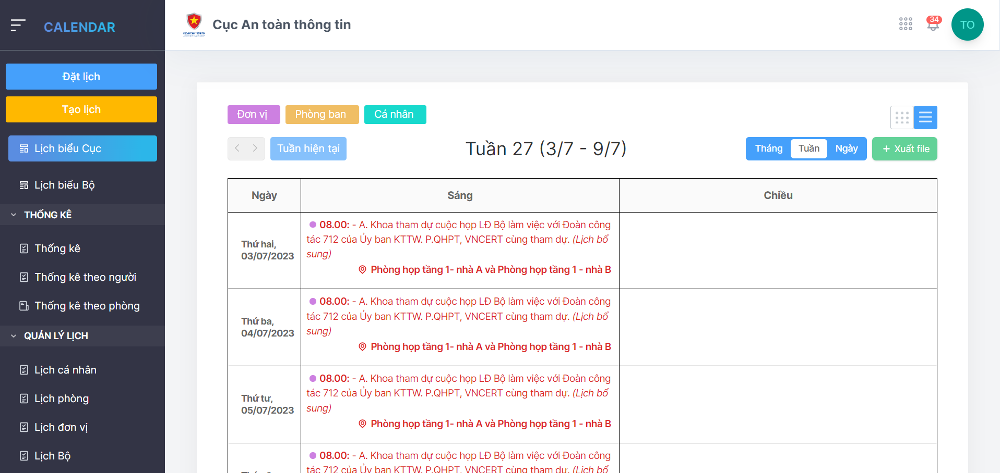 CALENDAR
CỤC AN TOÀN THÔNG TIN
Cục An toàn thông tin
34
TO
Đặt lịch
Tạo lịch
Lịch biểu Cục
Lịch biểu Bộ
THỐNG KÊ
Thống kê
Thống kê theo người
Thống kê theo phòng
QUẢN LÝ LỊCH
Lịch cá nhân
Lịch phòng
Lịch đơn vị
Lịch Bộ
Đơn vị
Phòng ban
Cá nhân
Tuần hiện tại
Tuần 27 (3/7 - 9/7)
Tháng
Tuần
Ngày
+ Xuất file
Ngày
Sáng
Chiều
Thứ hai,
03/07/2023
08.00: - A. Khoa tham dự cuộc họp LĐ Bộ làm việc với Đoàn công
tác 712 của Ủy ban KTTW. P.QHPT, VNCERT cùng tham dự. (Lịch bổ
sung)
Phòng họp tầng 1- nhà A và Phòng họp tầng 1 - nhà B
Thứ ba,
04/07/2023
08.00: - A. Khoa tham dự cuộc họp LĐ Bộ làm việc với Đoàn công
tác 712 của Ủy ban KTTW. P.QHPT, VNCERT cùng tham dự. (Lịch bổ
sung)
Phòng họp tầng 1- nhà A và Phòng họp tầng 1 - nhà B
Thứ tư,
05/07/2023
08.00: - A. Khoa tham dự cuộc họp LĐ Bộ làm việc với Đoàn công
tác 712 của Ủy ban KTTW. P.QHPT, VNCERT cùng tham dự. (Lịch bổ
sung)
Phòng họp tầng 1- nhà A và Phòng họp tầng 1 - nhà B
08.00: - A. Khoa tham dự cuộc họp LĐ Bộ làm việc với Đoàn công
tác 712 của Ủy ban KTTW. P.QHPT, VNCERT cùng tham dự. (Lịch bổ